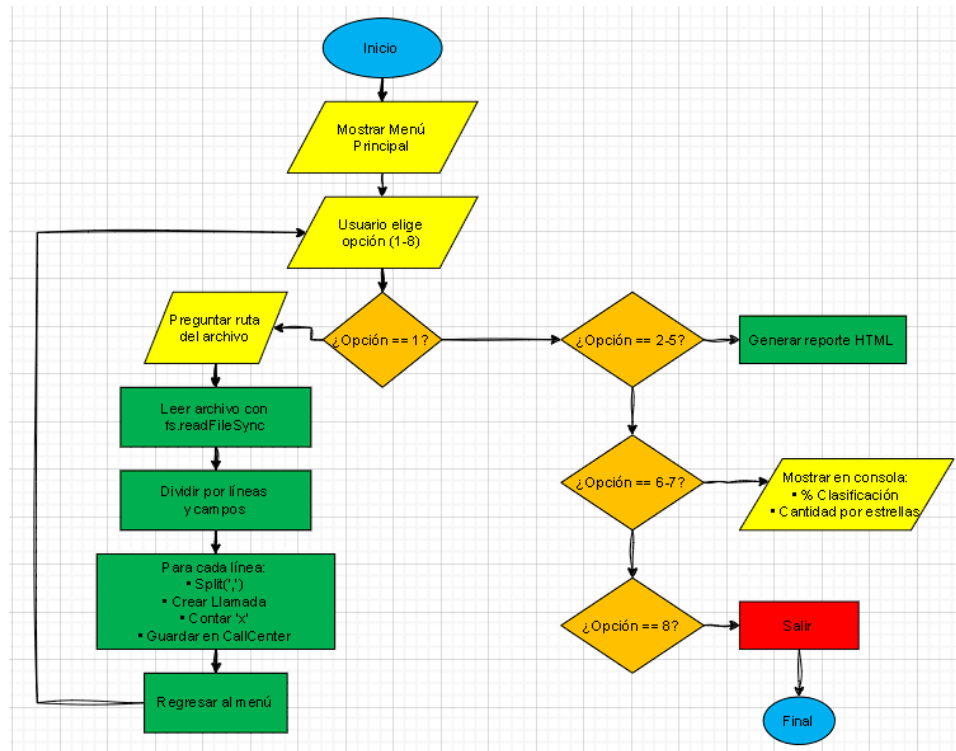 Inicio
Mostrar Menú
Principal
Usuario elige
opción (1-8)
Preguntar ruta
del archivo
¿Opción == 1?
¿Opción == 2-5?
Generar reporte HTML
Leer archivo con
fs.readFileSync
Dividir por líneas
y campos
¿Opción == 6-7?
Mostrar en consola:
▪ % Clasificación
▪ Cantidad por estrellas
Para cada línea:
▪ Split(',')
▪ Crear Llamada
▪ Contar 'x'
▪ Guardar en CallCenter
¿Opción == 8?
Salir
Regresar al menú
Final